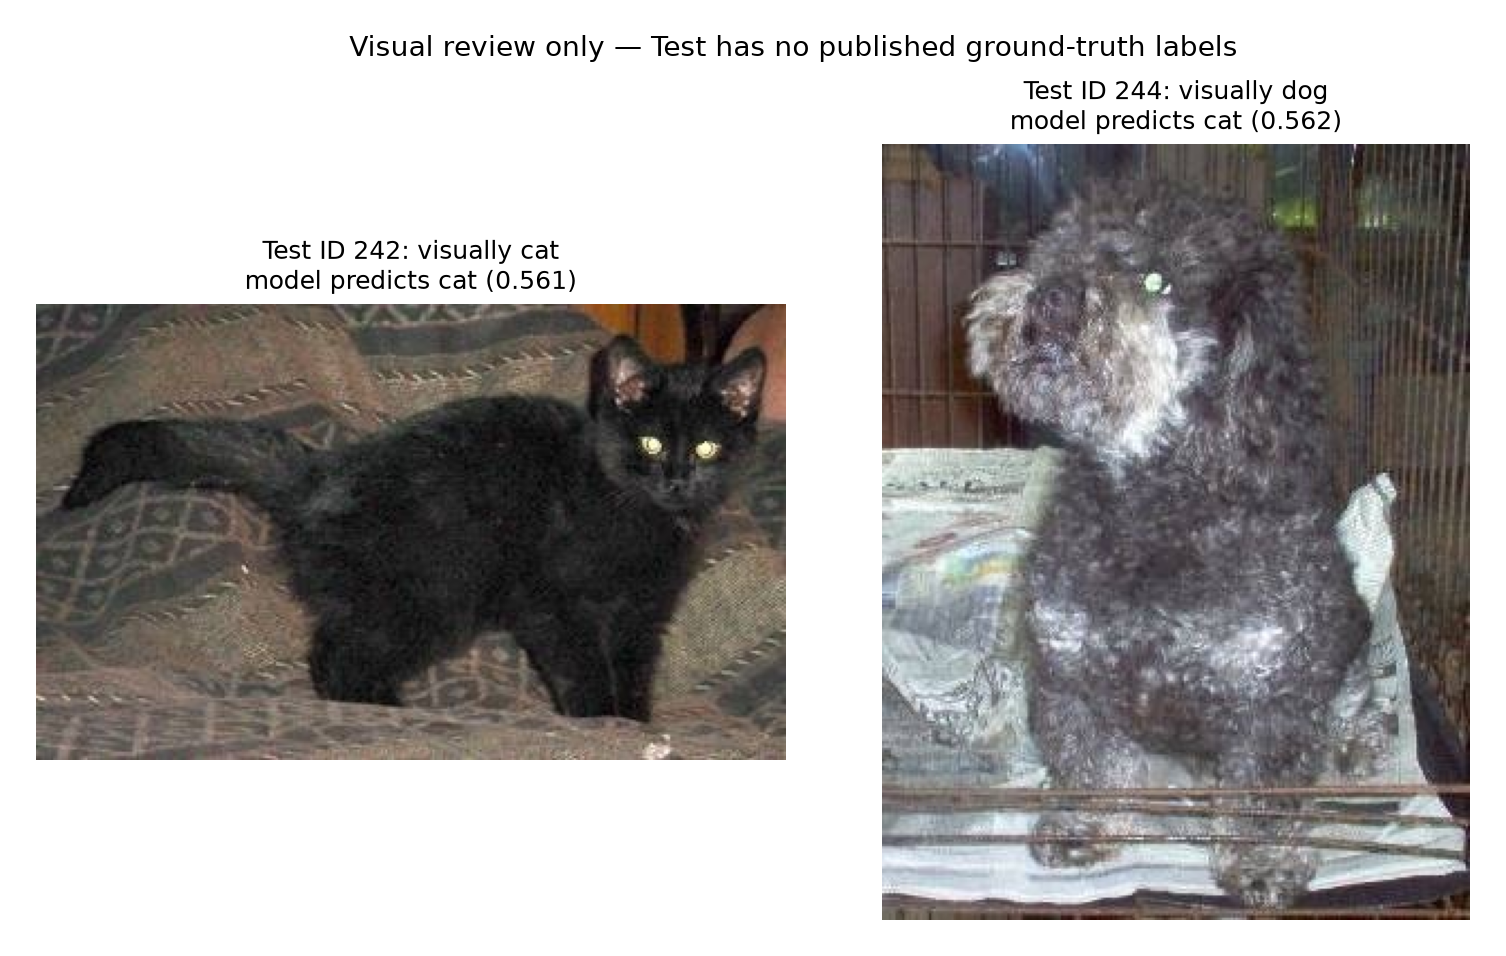 Visual review only — Test has no published ground-truth labels
Test ID 242: visually cat
model predicts cat (0.561)
Test ID 244: visually dog
model predicts cat (0.562)